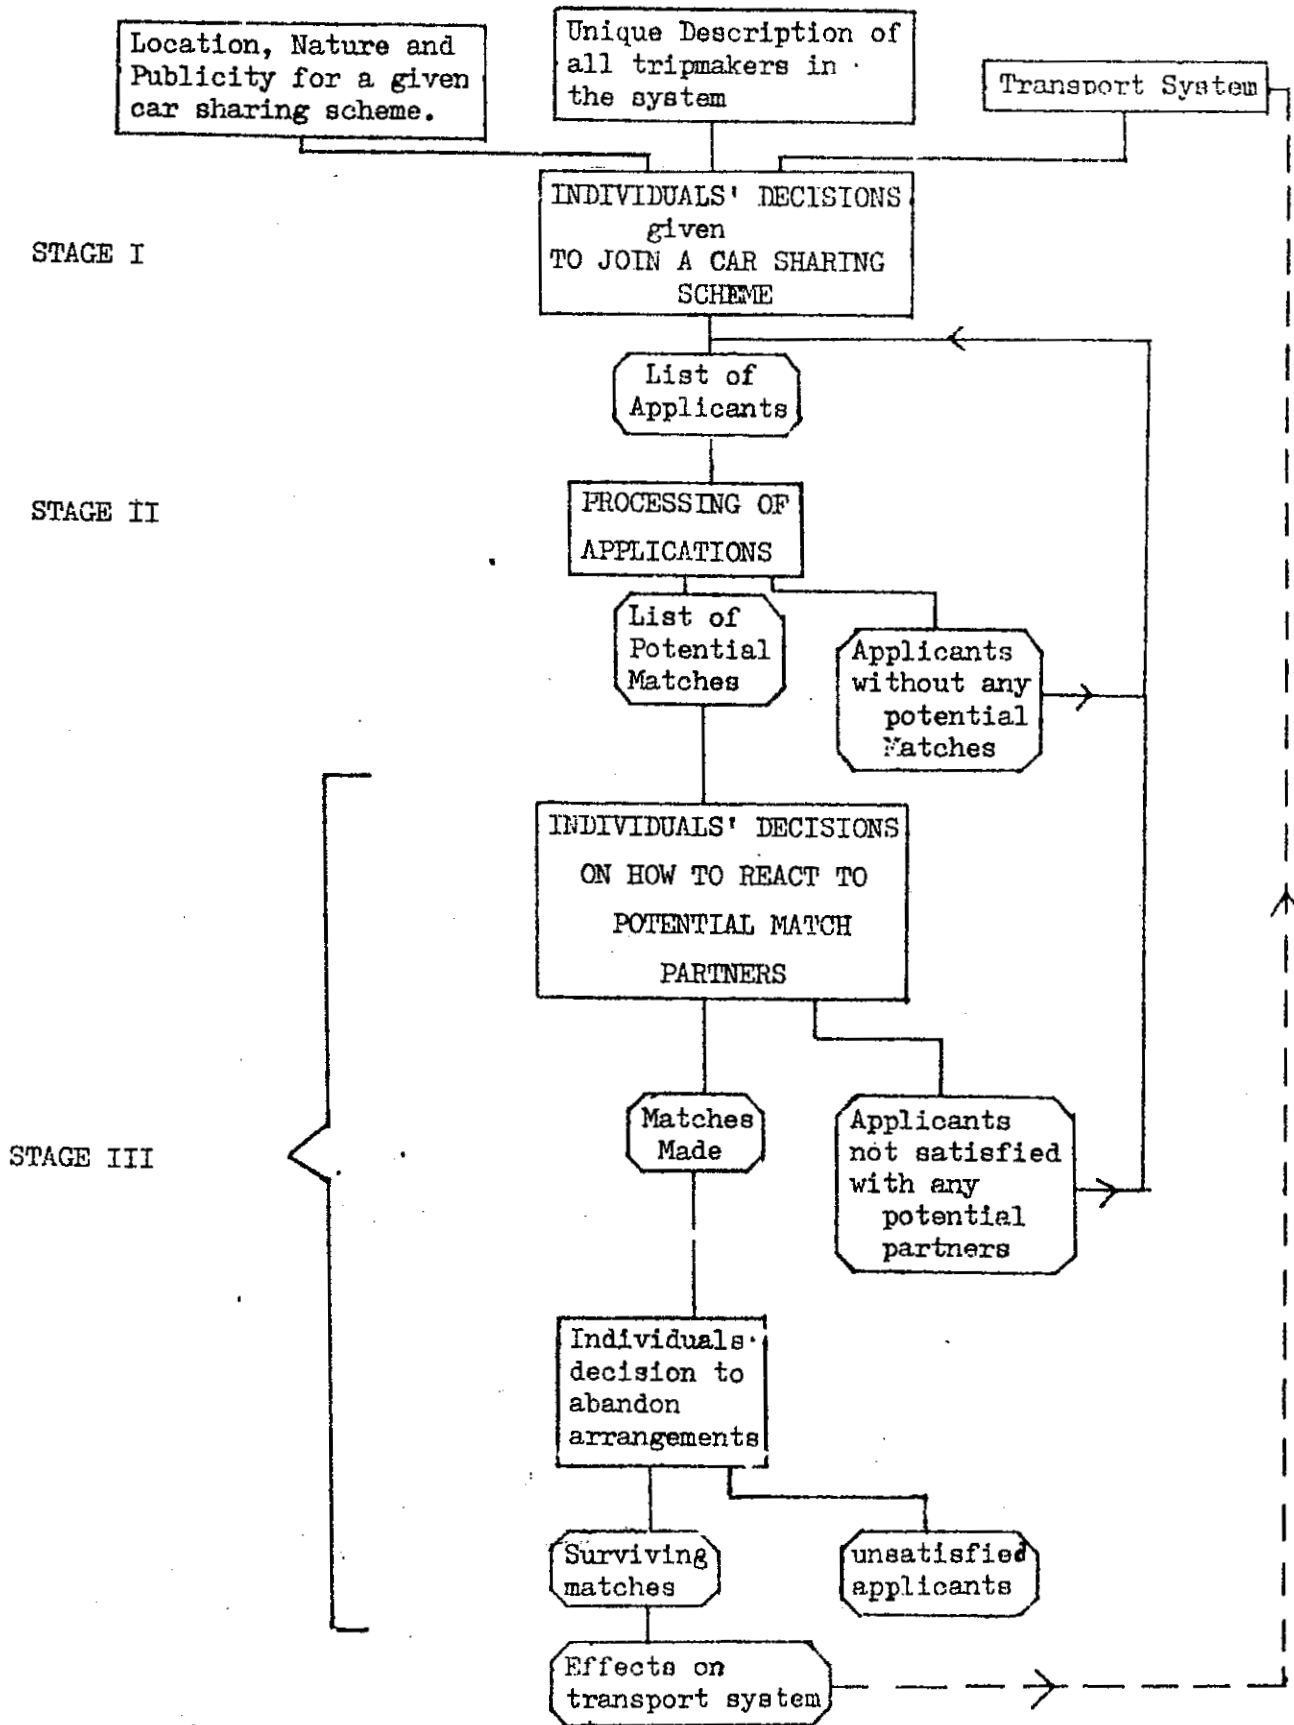 Location, Nature and
Publicity for a given
car sharing scheme.
Unique Description of
all tripmakers in
the system
Transport System
STAGE I
INDIVIDUALS' DECISIONS
given
TO JOIN A CAR SHARING
SCHEME
List of
Applicants
STAGE II
PROCESSING OF
APPLICATIONS
List of
Potential
Matches
Applicants
without any
potential
Matches
INDIVIDUALS' DECISIONS
ON HOW TO REACT TO
POTENTIAL MATCH
PARTNERS
STAGE III
Matches
Made
Applicants
not satisfied
with any
potential
partners
Individuals
decision to
abandon
arrangements
Surviving
matches
unsatisfied
applicants
Effects on
transport system